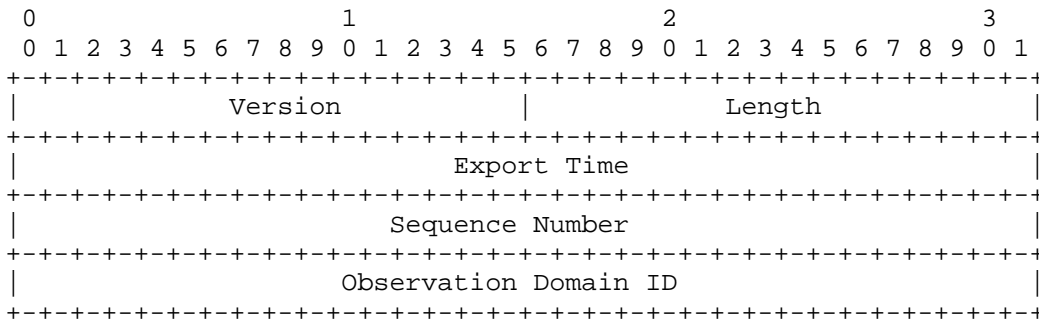 0                   1                   2                   3
 0 1 2 3 4 5 6 7 8 9 0 1 2 3 4 5 6 7 8 9 0 1 2 3 4 5 6 7 8 9 0 1
+-+-+-+-+-+-+-+-+-+-+-+-+-+-+-+-+-+-+-+-+-+-+-+-+-+-+-+-+-+-+-+-+
|             Version           |            Length             |
+-+-+-+-+-+-+-+-+-+-+-+-+-+-+-+-+-+-+-+-+-+-+-+-+-+-+-+-+-+-+-+-+
|                           Export Time                         |
+-+-+-+-+-+-+-+-+-+-+-+-+-+-+-+-+-+-+-+-+-+-+-+-+-+-+-+-+-+-+-+-+
|                       Sequence Number                         |
+-+-+-+-+-+-+-+-+-+-+-+-+-+-+-+-+-+-+-+-+-+-+-+-+-+-+-+-+-+-+-+-+
|                    Observation Domain ID                      |
+-+-+-+-+-+-+-+-+-+-+-+-+-+-+-+-+-+-+-+-+-+-+-+-+-+-+-+-+-+-+-+-+